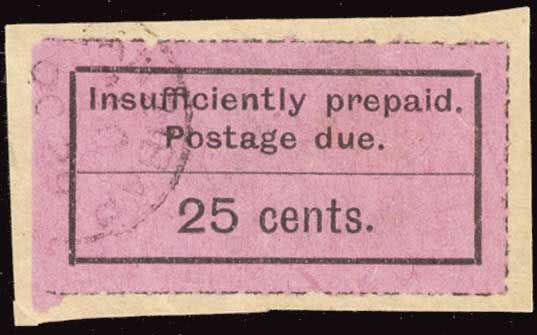 Insufficiently prepaid.
Postage due.
25 cents.